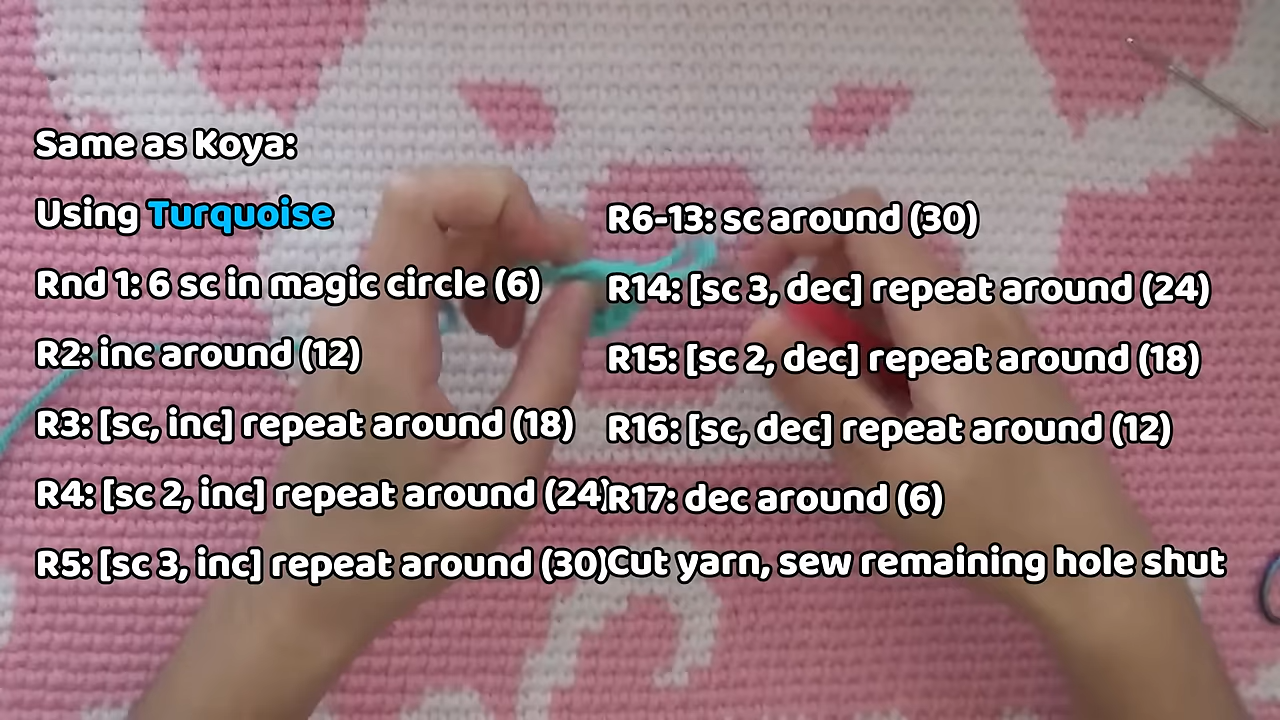 Same as Koya:
Using Turquoise
Rnd 1: 6 sc in magic circle (6)
R2: inc around (12)
R3: [sc, inc] repeat around (18)
R4: [sc 2, inc] repeat around (24)
R5: [sc 3, inc] repeat around (30)
R6-13: sc around (30)
R14: [sc 3, dec] repeat around (24)
R15: [sc 2, dec] repeat around (18)
R16: [sc, dec] repeat around (12)
R17: dec around (6)
Cut yarn, sew remaining hole shut